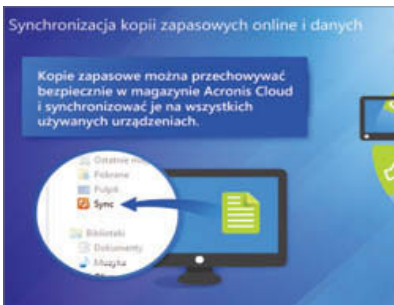 Synchronizacja kopii zapasowych online i danych
Kopie zapasowe można przechowywać
bezpiecznie w magazynie Acronis Cloud
i synchronizować je na wszystkich
używanych urządzeniach.
Ostatnie
Pobrane
Pulpit
Sync
Biblioteki
Dokumenty
Muzyka